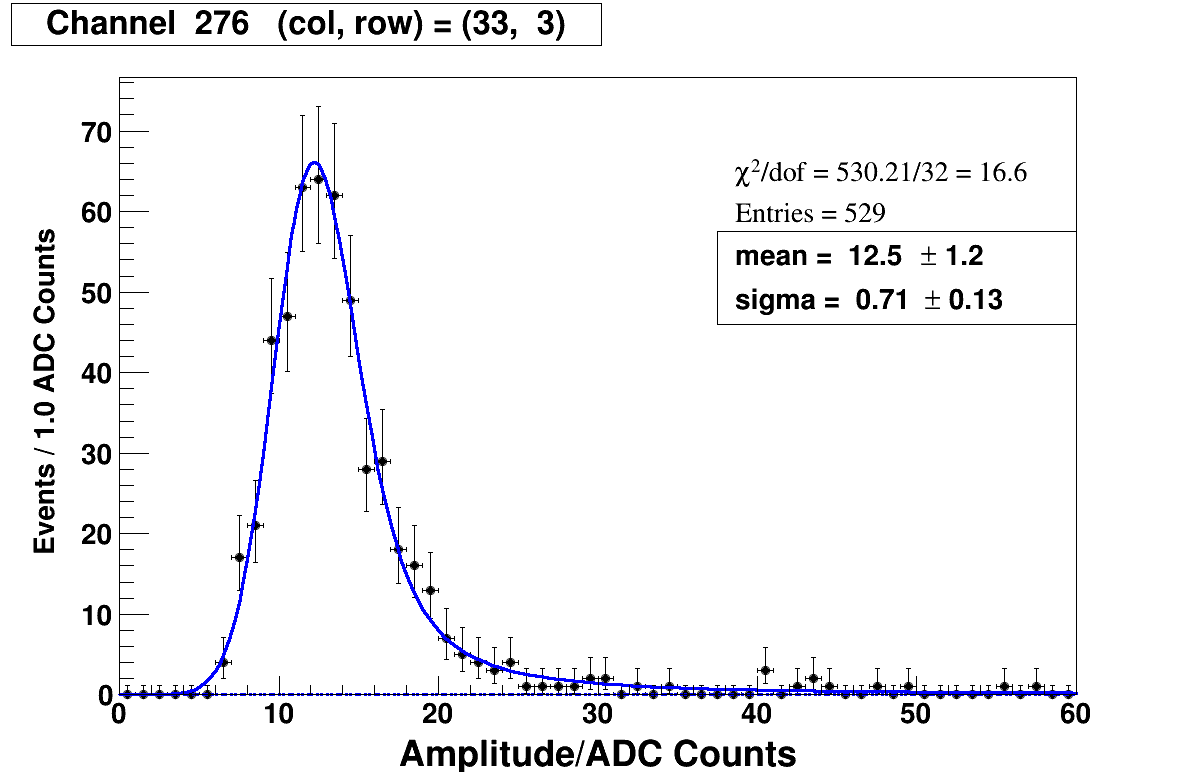 Channel 276 (col, row) = (33, 3)
70
60
50
40
30
20
10
0
Events / 1.0 ADC Counts
χ²/dof = 530.21/32 = 16.6
Entries = 529
mean = 12.5 ± 1.2
sigma = 0.71 ± 0.13
0 10 20 30 40 50 60
Amplitude/ADC Counts